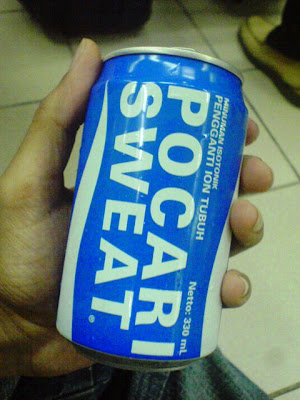 POCARI
SWEAT®
MINUMAN ISOTONIK
PENGGANTI ION TUBUH
Netto: 330 mL